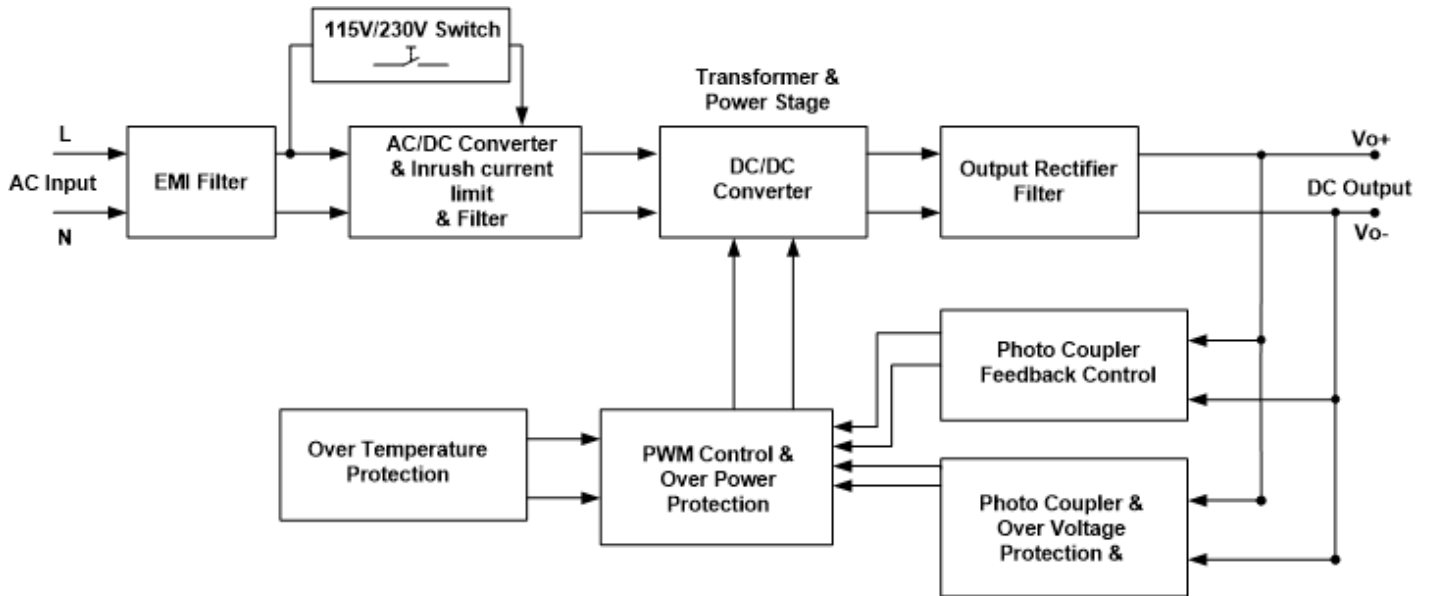 115V/230V Switch
Transformer &
Power Stage
L
AC Input
N
EMI Filter
AC/DC Converter
& Inrush current
limit
& Filter
DC/DC
Converter
Output Rectifier
Filter
Vo+
DC Output
Vo-
Photo Coupler
Feedback Control
Over Temperature
Protection
PWM Control &
Over Power
Protection
Photo Coupler &
Over Voltage
Protection &